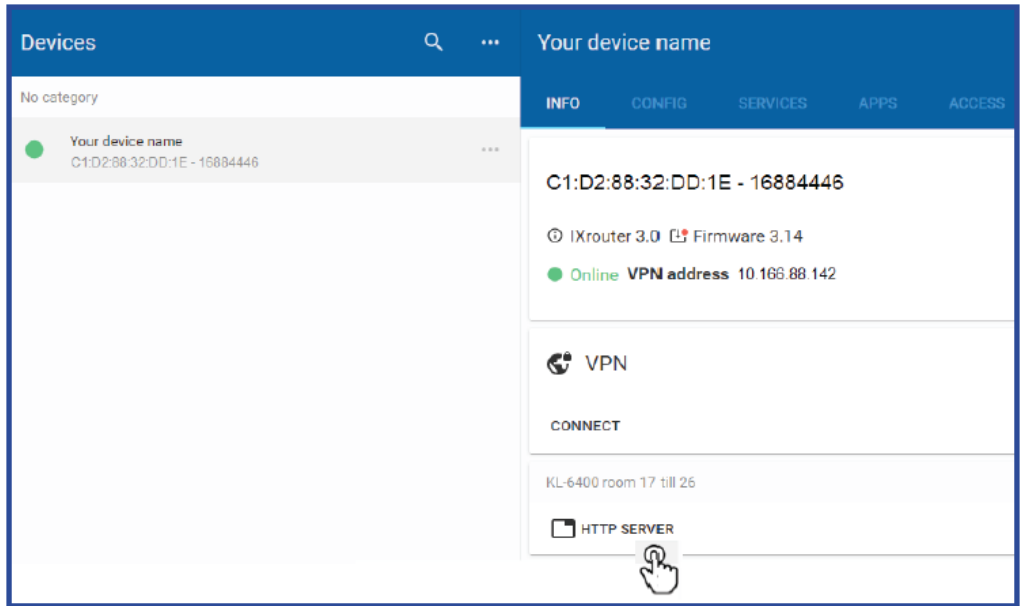 Devices
No category
Your device name
C1:D2:88:32:DD:1E - 16884446
Your device name
INFO CONFIG SERVICES APPS ACCESS
C1:D2:88:32:DD:1E - 16884446
IXrouter 3.0 Firmware 3.14
Online VPN address 10.166.88.142
VPN
CONNECT
KL-6400 room 17 till 26
HTTP SERVER